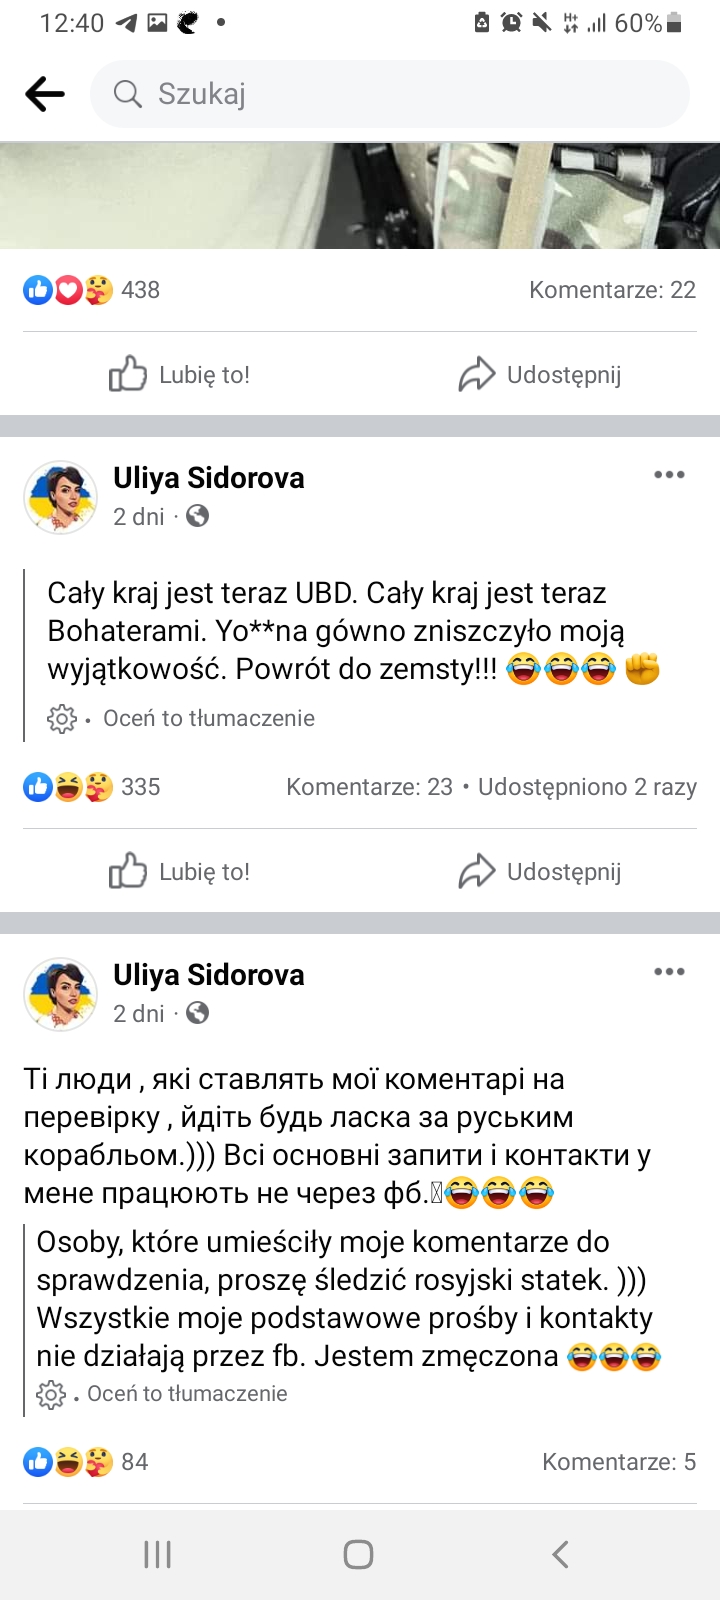 12:40
60%
Szukaj
438
Komentarze: 22
Lubię to!
Udostępnij
Uliya Sidorova
2 dni ·
Cały kraj jest teraz UBD. Cały kraj jest teraz
Bohaterami. Yo**na gówno zniszczyło moją
wyjątkowość. Powrót do zemsty!!! 😂😂😂 ✊
· Oceń to tłumaczenie
335
Komentarze: 23 • Udostępniono 2 razy
Lubię to!
Udostępnij
Uliya Sidorova
2 dni ·
Ті люди , які ставлять мої коментарі на
перевірку , йдіть будь ласка за руським
корабльом.))) Всі основні запити і контакти у
мене працюють не через фб.😂😂😂
Osoby, które umieściły moje komentarze do
sprawdzenia, proszę śledzić rosyjski statek. )))
Wszystkie moje podstawowe prośby i kontakty
nie działają przez fb. Jestem zmęczona 😂😂😂
· Oceń to tłumaczenie
84
Komentarze: 5